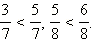 3/7 < 5/7, 5/8 < 6/8.